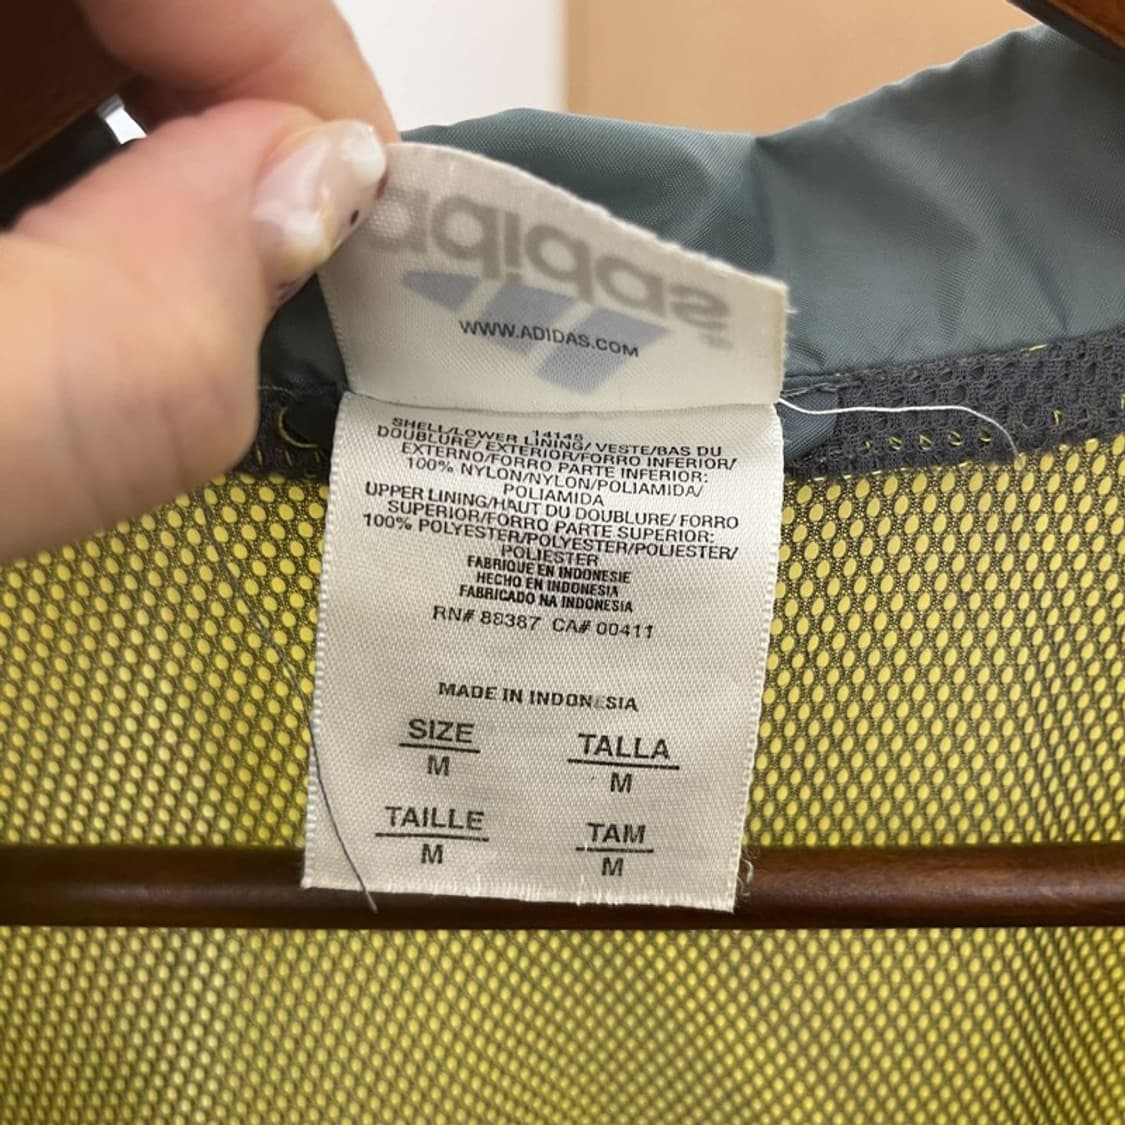 adidas
WWW.ADIDAS.COM
14145
SHELL/LOWER LINING/VESTE/BAS DU
DOUBLURE/ EXTERIOR/FORRO INFERIOR/
EXTERNO/FORRO PARTE INFERIOR:
100% NYLON/NYLON/POLIAMIDA/
POLIAMIDA
UPPER LINING/HAUT DU DOUBLURE/ FORRO
SUPERIOR/FORRO PARTE SUPERIOR:
100% POLYESTER/POLYESTER/POLIESTER/
POLIESTER
FABRIQUE EN INDONESIE
HECHO EN INDONESIA
FABRICADO NA INDONESIA
RN# 88387 CA# 00411
MADE IN INDONESIA
SIZE
M
TALLA
M
TAILLE
M
TAM
M